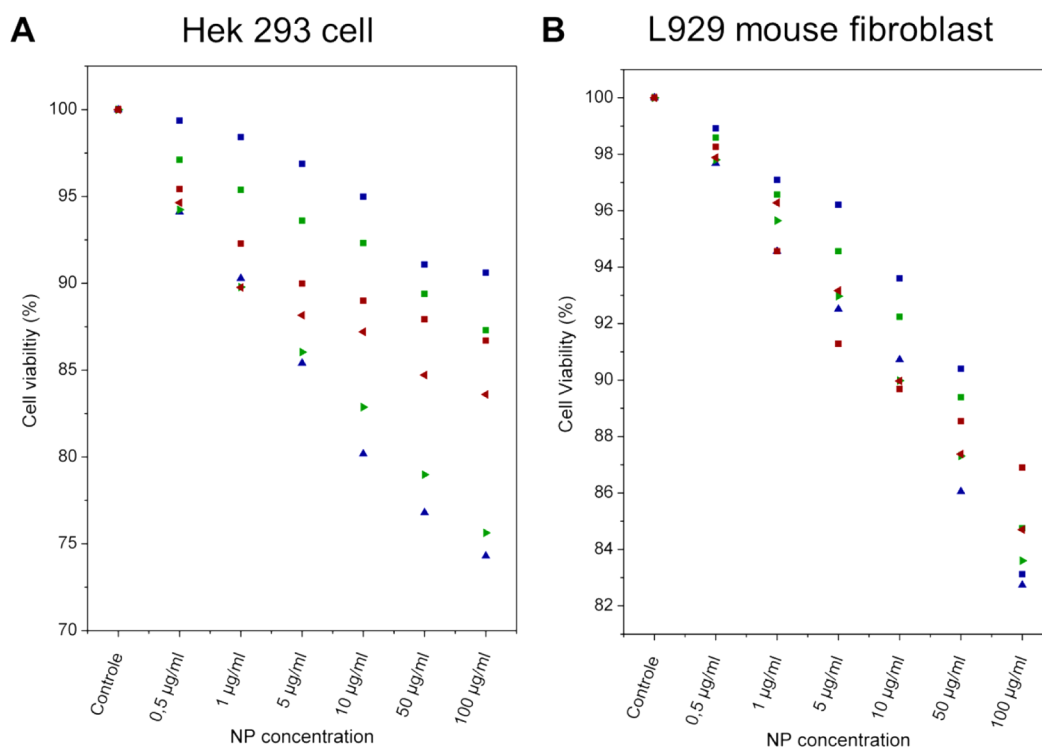 A
Hek 293 cell
B
L929 mouse fibroblast
Cell viabiltiy (%)
100
95
90
85
80
75
70
Controle
0,5 µg/ml
1 µg/ml
5 µg/ml
10 µg/ml
50 µg/ml
100 µg/ml
NP concentration
Cell Viability (%)
100
98
96
94
92
90
88
86
84
82
Controle
0,5 µg/ml
1 µg/ml
5 µg/ml
10 µg/ml
50 µg/ml
100 µg/ml
NP concentration